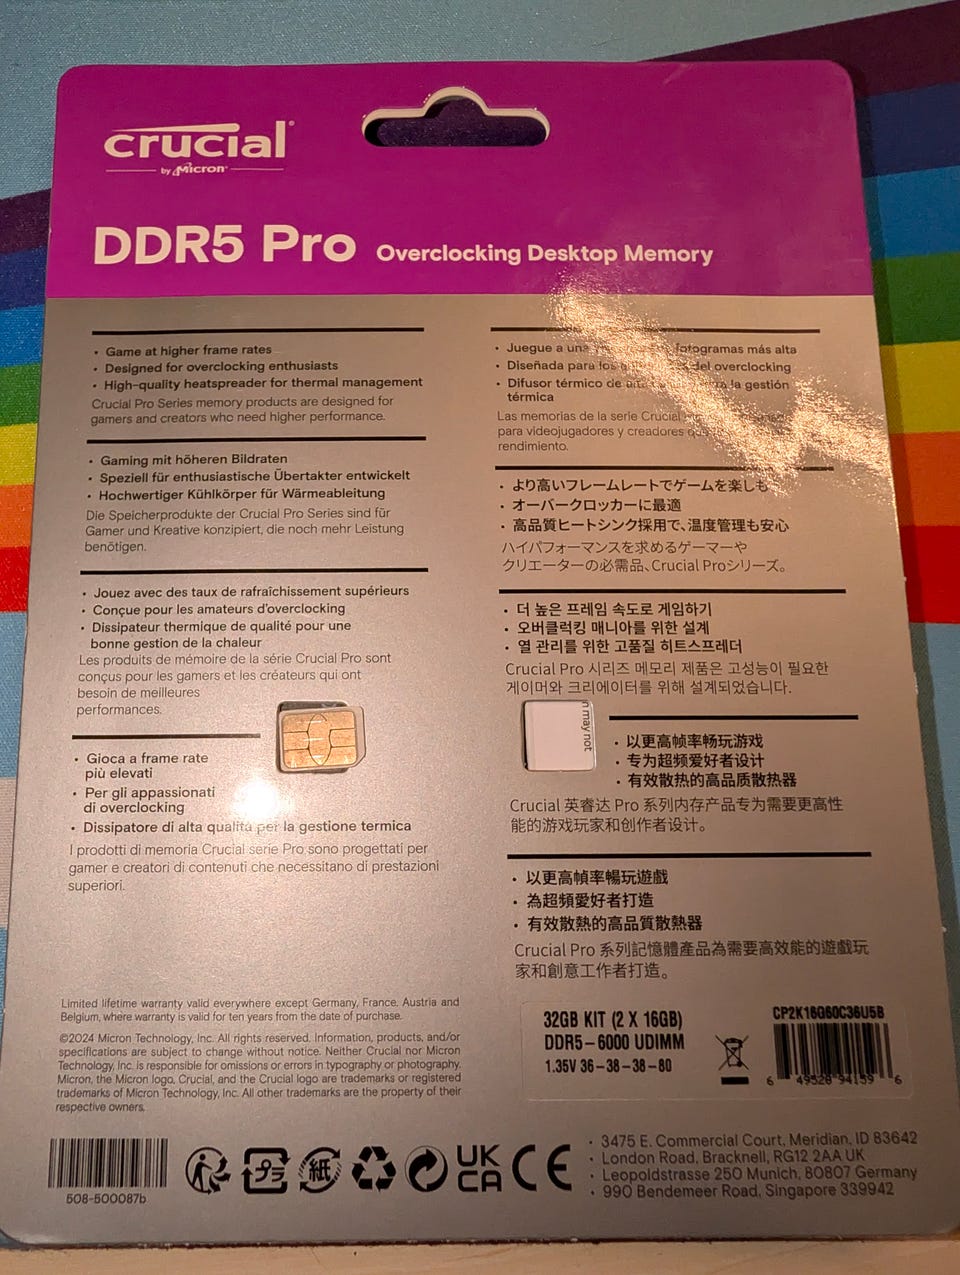 crucial
by Micron
DDR5 Pro Overclocking Desktop Memory
• Game at higher frame rates
• Designed for overclocking enthusiasts
• High-quality heatspreader for thermal management
Crucial Pro Series memory products are designed for
gamers and creators who need higher performance.
• Gaming mit höheren Bildraten
• Speziell für enthusiastische Übertakter entwickelt
• Hochwertiger Kühlkörper für Wärmeableitung
Die Speicherprodukte der Crucial Pro Series sind für
Gamer und Kreative konzipiert, die noch mehr Leistung
benötigen.
• Jouez avec des taux de rafraîchissement supérieurs
• Conçue pour les amateurs d'overclocking
• Dissipateur thermique de qualité pour une
bonne gestion de la chaleur
Les produits de mémoire de la série Crucial Pro sont
conçus pour les gamers et les créateurs qui ont
besoin de meilleures
performances.
• Gioca a frame rate
più elevati
• Per gli appassionati
di overclocking
• Dissipatore di alta qualità per la gestione termica
I prodotti di memoria Crucial serie Pro sono progettati per
gamer e creatori di contenuti che necessitano di prestazioni
superiori.
• Juegue a una fotogramas más alta
• Diseñada para los del overclocking
• Difusor térmico de la gestión
térmica
Las memorias de la serie Crucial
para videojugadores y creadores
rendimiento.
• より高いフレームレートでゲームを楽しも
• オーバークロッカーに最適
• 高品質ヒートシンク採用で、温度管理も安心
ハイパフォーマンスを求めるゲーマーや
クリエーターの必需品、Crucial Proシリーズ。
• 더 높은 프레임 속도로 게임하기
• 오버클럭킹 매니아를 위한 설계
• 열 관리를 위한 고품질 히트스프레더
Crucial Pro 시리즈 메모리 제품은 고성능이 필요한
게이머와 크리에이터를 위해 설계되었습니다.
may not
• 以更高帧率畅玩游戏
• 专为超频爱好者设计
• 有效散热的高品质散热器
Crucial 英睿达 Pro 系列内存产品专为需要更高性
能的游戏玩家和创作者设计。
• 以更高幀率暢玩遊戲
• 為超頻愛好者打造
• 有效散熱的高品質散熱器
Crucial Pro 系列記憶體產品為需要高效能的遊戲玩
家和創意工作者打造。
Limited lifetime warranty valid everywhere except Germany, France, Austria and
Belgium, where warranty is valid for ten years from the date of purchase.
©2024 Micron Technology, Inc. All rights reserved. Information, products, and/or
specifications are subject to change without notice. Neither Crucial nor Micron
Technology, Inc. is responsible for omissions or errors in typography or photography.
Micron, the Micron logo, Crucial, and the Crucial logo are trademarks or registered
trademarks of Micron Technology, Inc. All other trademarks are the property of their
respective owners.
32GB KIT (2 X 16GB)
DDR5-6000 UDIMM
1.35V 36-38-38-80
CP2K16G60C36U5B
6 49528 94159 6
508-500087b
プラ
紙
UK
CA
CE
• 3475 E. Commercial Court, Meridian, ID 83642
• London Road, Bracknell, RG12 2AA UK
• Leopoldstrasse 250 Munich, 80807 Germany
• 990 Bendemeer Road, Singapore 339942